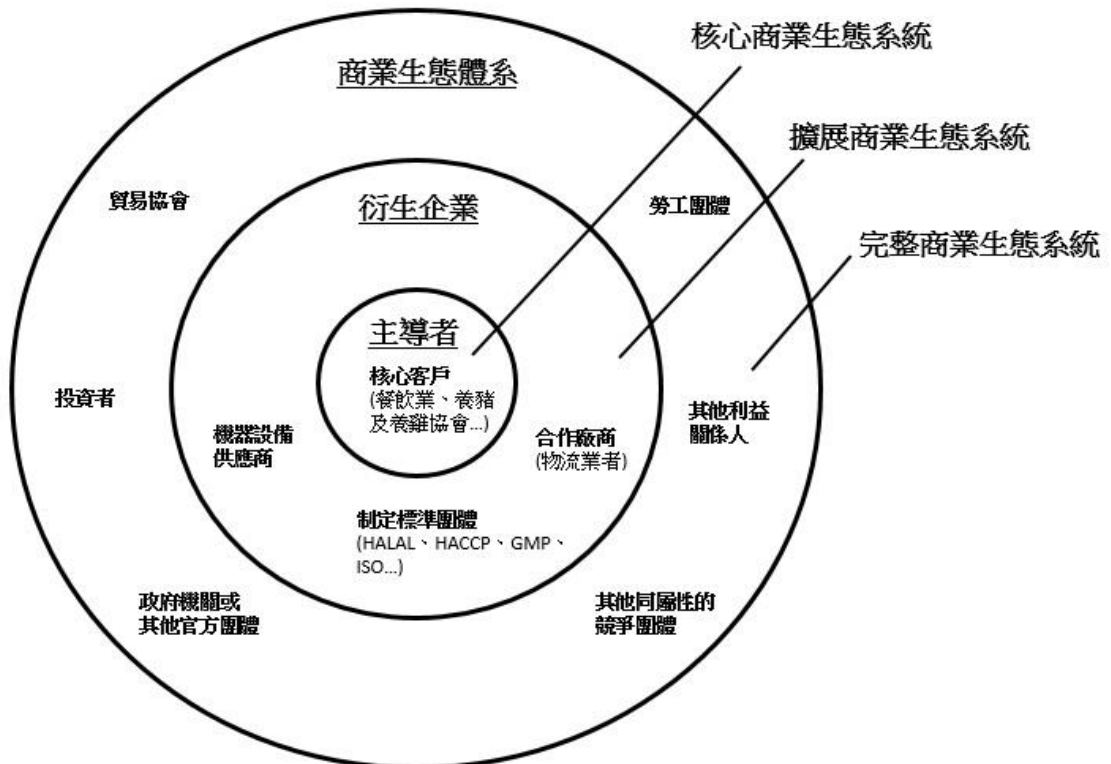 核心商業生態系統
商業生態體系
擴展商業生態系統
貿易協會
衍生企業
勞工團體
完整商業生態系統
主導者
核心客戶
(餐飲業、養豬
及養雞協會...)
投資者
機器設備
供應商
合作廠商
(物流業者)
其他利益
關係人
制定標準團體
(HALAL、HACCP、GMP、
ISO...)
政府機關或
其他官方團體
其他同屬性的
競爭團體